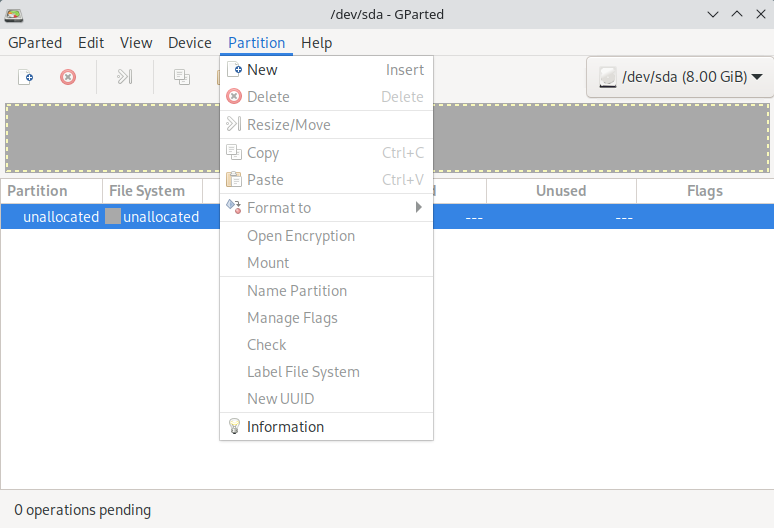 /dev/sda - GParted
GParted Edit View Device Partition Help
/dev/sda (8.00 GiB)
New Insert
Delete Delete
Resize/Move
Copy Ctrl+C
Paste Ctrl+V
Format to
Open Encryption
Mount
Name Partition
Manage Flags
Check
Label File System
New UUID
Information
Partition File System Unused Flags
unallocated unallocated --- ---
0 operations pending